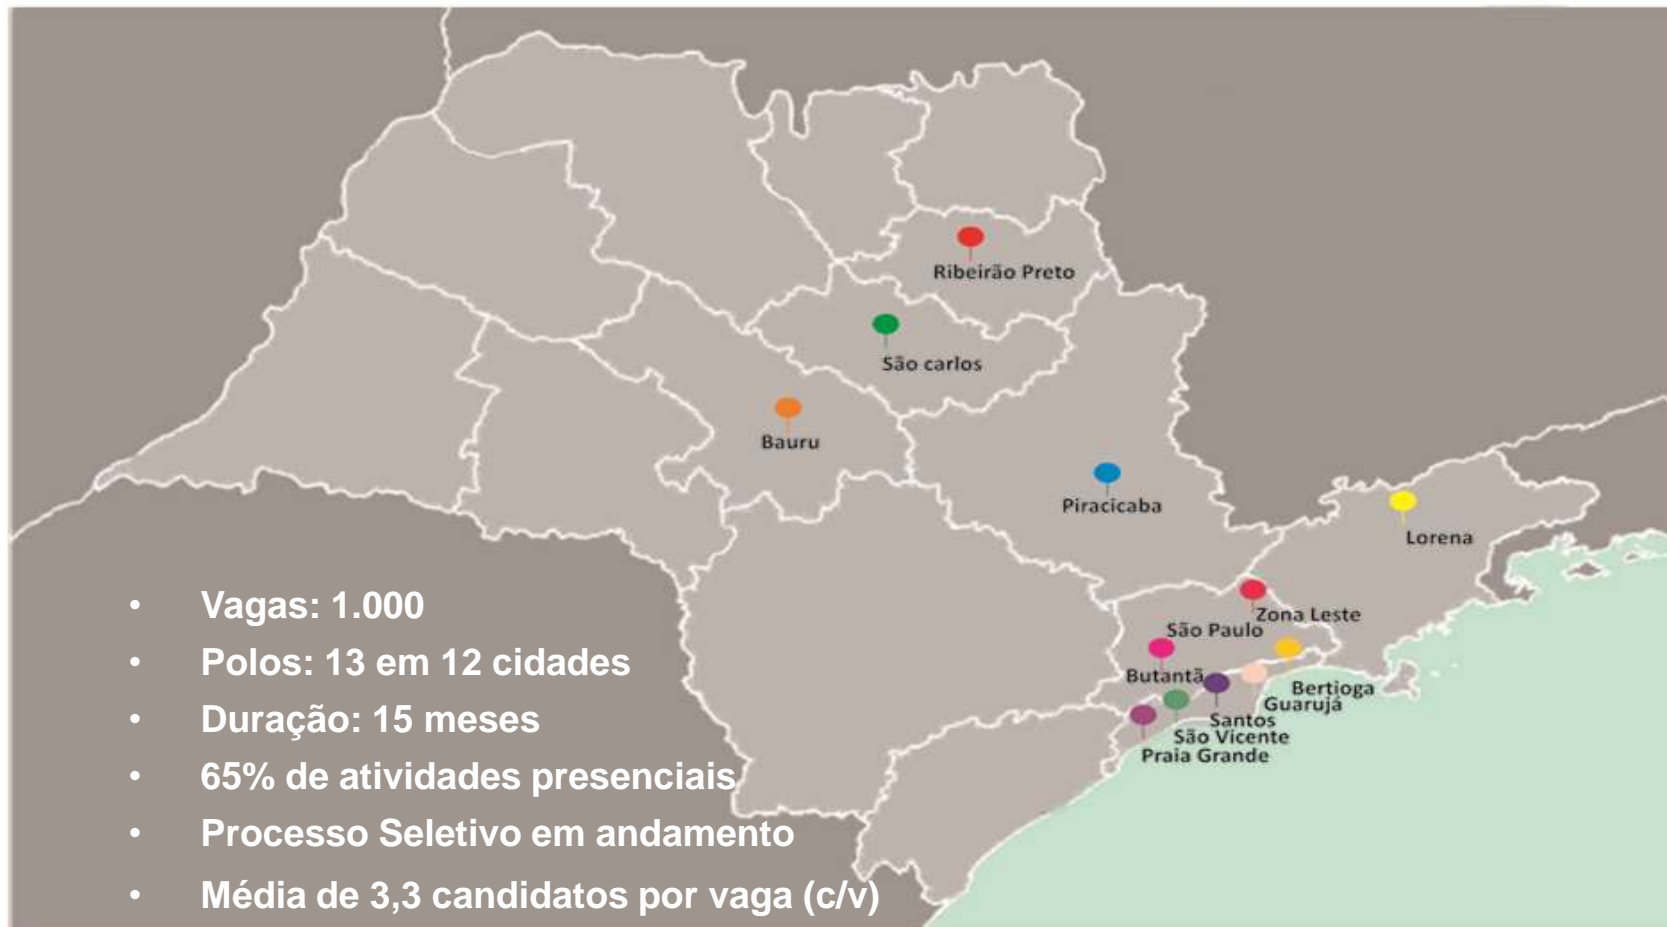 Ribeirão Preto
São carlos
Bauru
Piracicaba
Lorena
Zona Leste
São Paulo
Butantã
Bertioga
Guarujá
Santos
São Vicente
Praia Grande
• Vagas: 1.000
• Polos: 13 em 12 cidades
• Duração: 15 meses
• 65% de atividades presenciais
• Processo Seletivo em andamento
• Média de 3,3 candidatos por vaga (c/v)